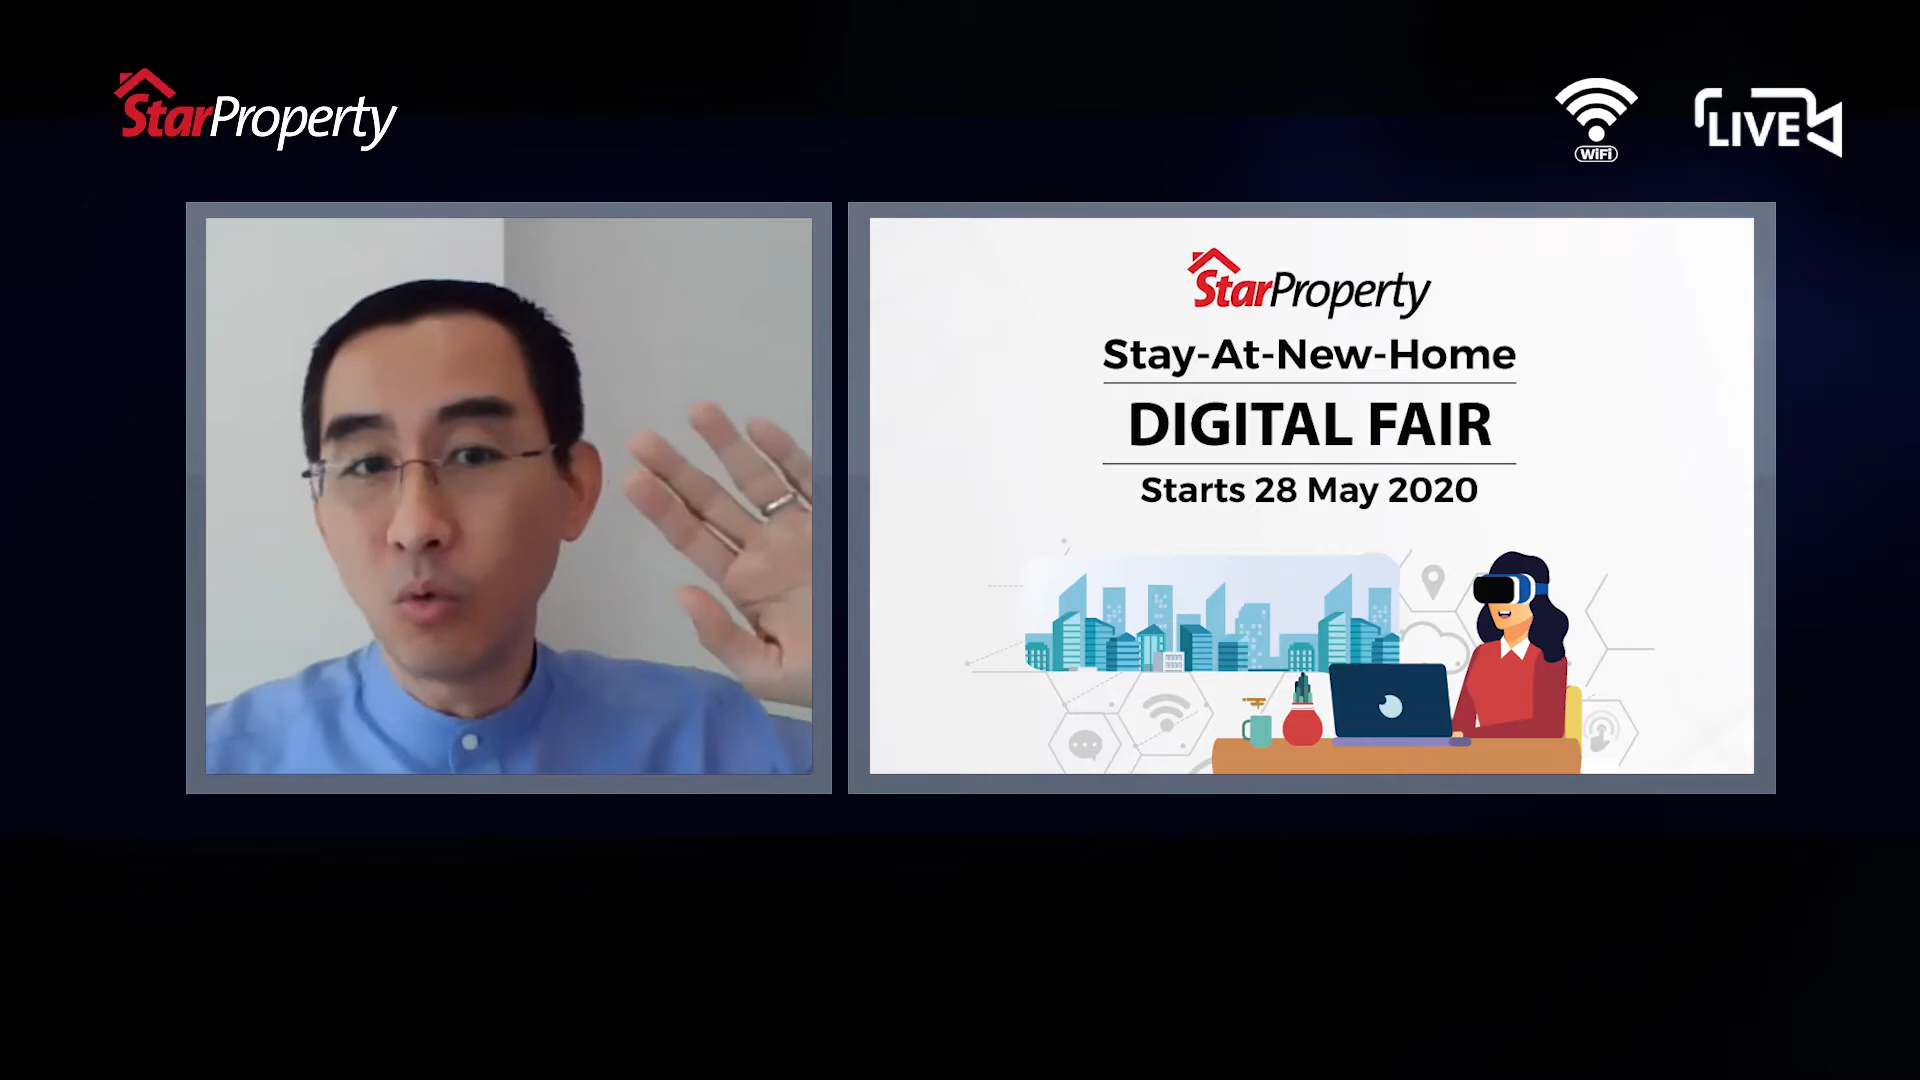 StarProperty
WiFi
LIVE
StarProperty
Stay-At-New-Home
DIGITAL FAIR
Starts 28 May 2020